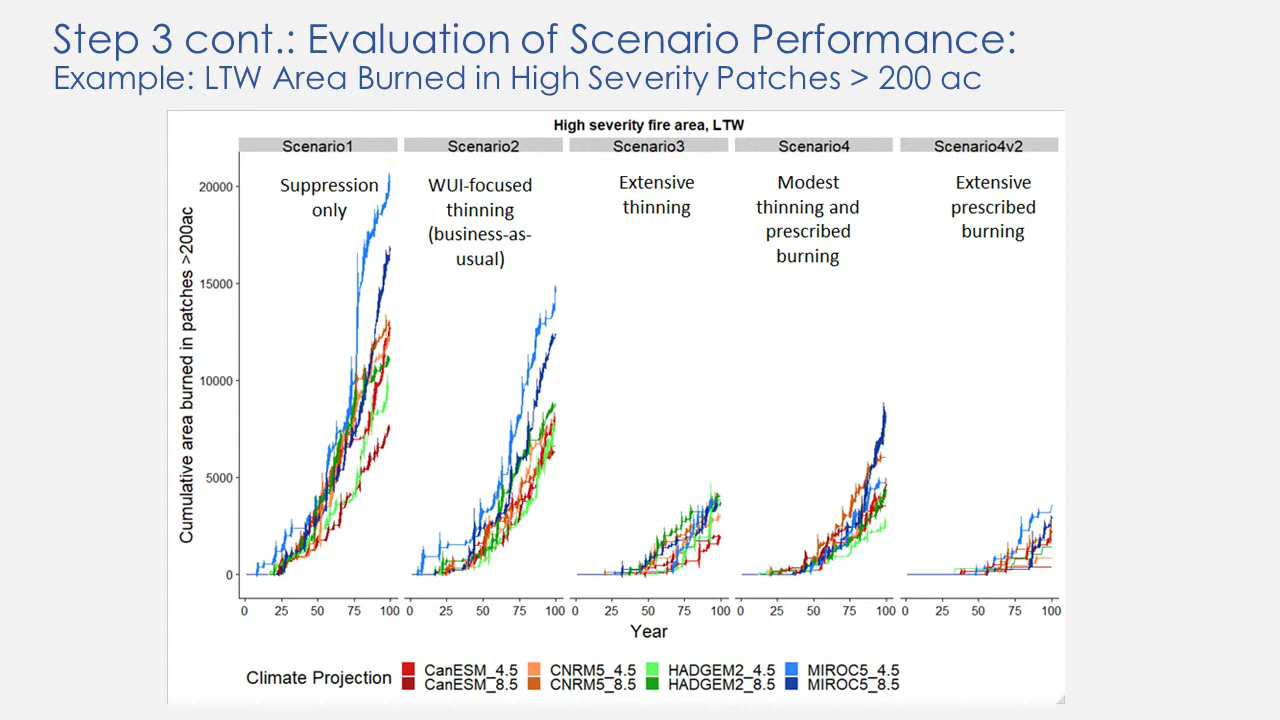 Step 3 cont.: Evaluation of Scenario Performance:
Example: LTW Area Burned in High Severity Patches > 200 ac
High severity fire area, LTW
Scenario1 Scenario2 Scenario3 Scenario4 Scenario4v2
Suppression
only
WUI-focused
thinning
(business-as-
usual)
Extensive
thinning
Modest
thinning and
prescribed
burning
Extensive
prescribed
burning
Cumulative area burned in patches >200ac
20000
15000
10000
5000
0
0 25 50 75 100 0 25 50 75 100 0 25 50 75 100 0 25 50 75 100 0 25 50 75 100
Year
Climate Projection
CanESM_4.5 CNRM5_4.5 HADGEM2_4.5 MIROC5_4.5
CanESM_8.5 CNRM5_8.5 HADGEM2_8.5 MIROC5_8.5